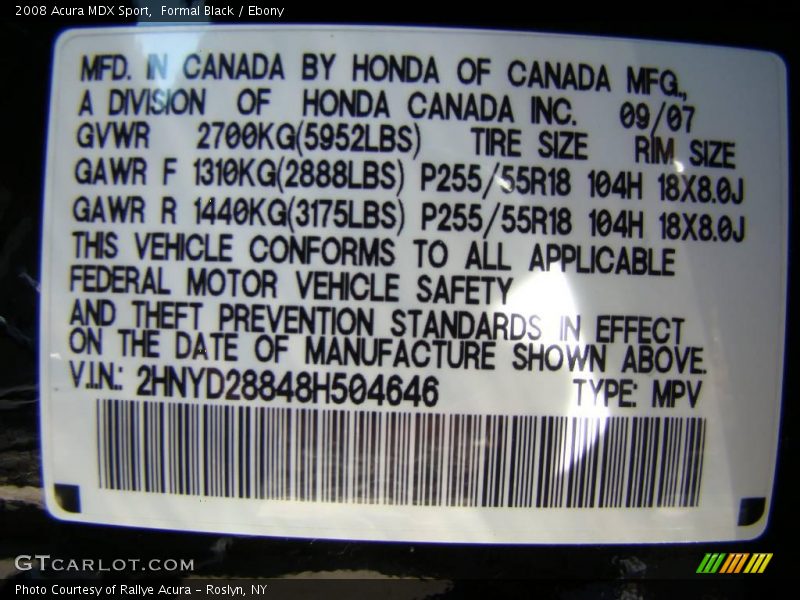 2008 Acura MDX Sport,  Formal Black / Ebony
MFD. IN CANADA BY HONDA OF CANADA MFG.,
A DIVISION OF HONDA CANADA INC. 09/07
GVWR 2700KG(5952LBS) TIRE SIZE RIM SIZE
GAWR F 1310KG(2888LBS) P255/55R18 104H 18X8.0J
GAWR R 1440KG(3175LBS) P255/55R18 104H 18X8.0J
THIS VEHICLE CONFORMS TO ALL APPLICABLE
FEDERAL MOTOR VEHICLE SAFETY
AND THEFT PREVENTION STANDARDS IN EFFECT
ON THE DATE OF MANUFACTURE SHOWN ABOVE.
V.I.N.: 2HNYD28848H504646 TYPE: MPV
GTCARLOT.COM
Photo Courtesy of Rallye Acura - Roslyn, NY